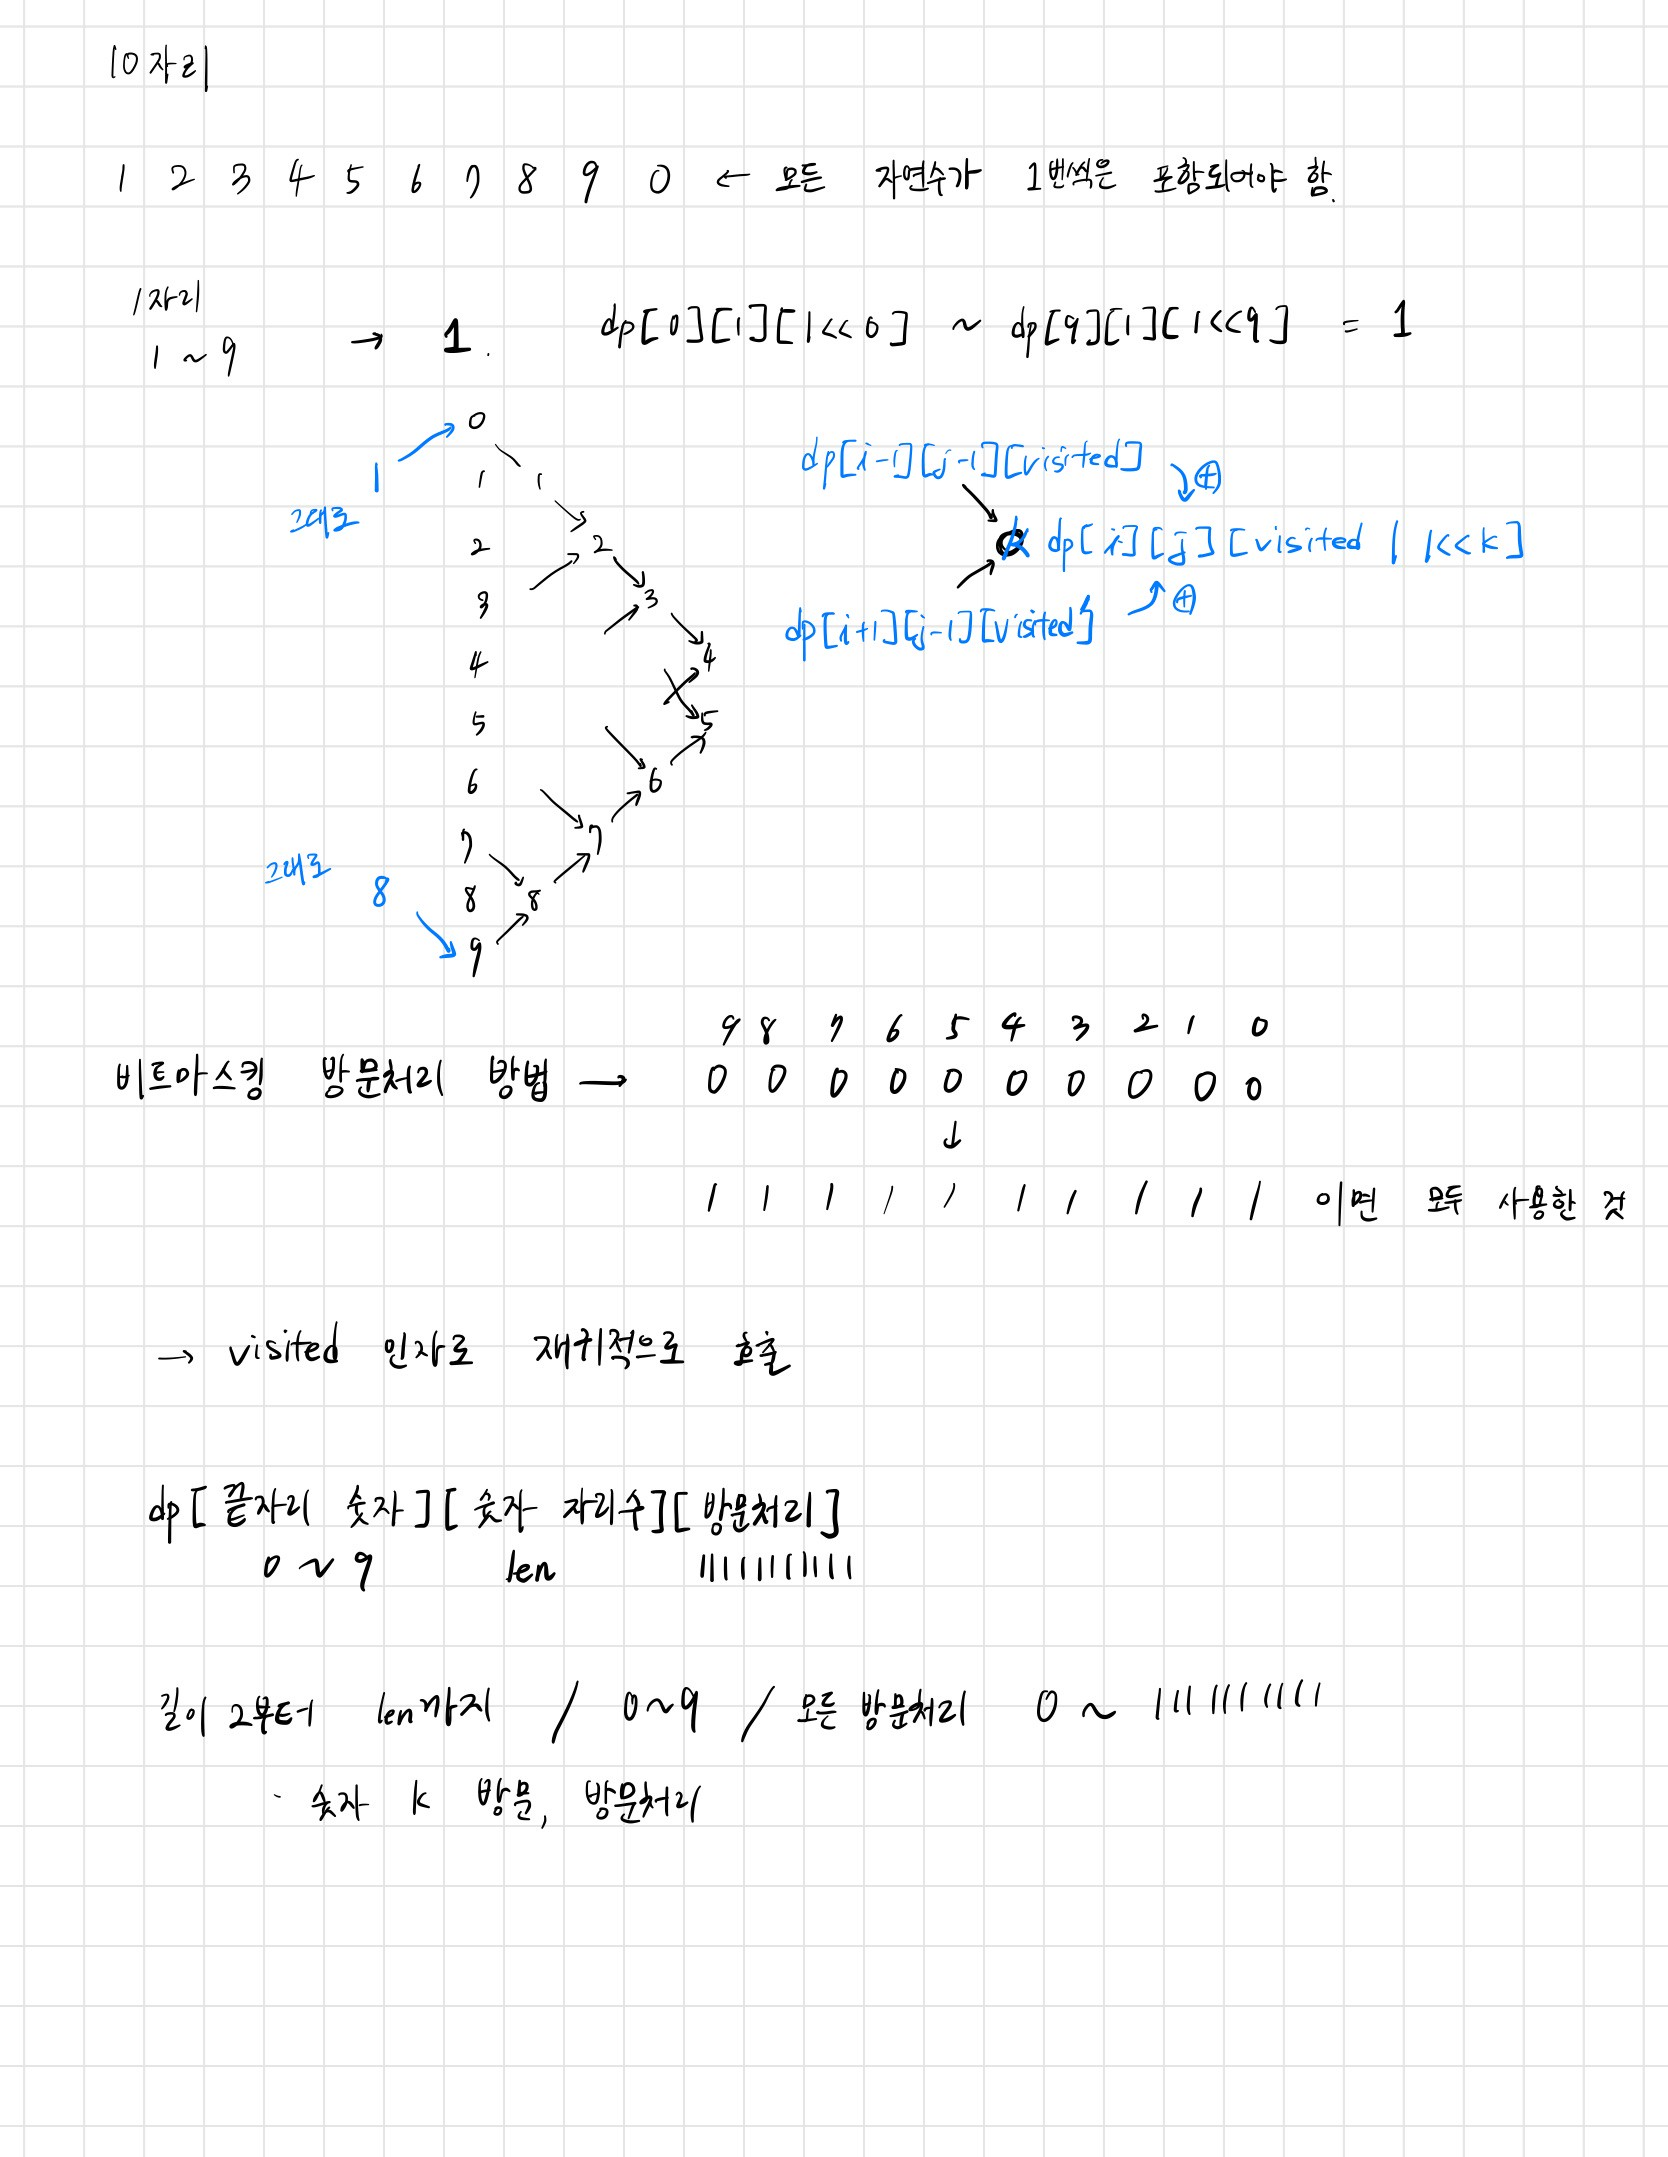 10자리
1 2 3 4 5 6 7 8 9 0 ← 모든 자연수가 1번씩은 포함되어야 함.
1자리
1 ~ 9 → 1. dp[0][1][1<<0] ~ dp[9][1][1<<9] = 1
0
1
그대로
1 1
2 2
3 3
4 4
5 5
6 6
7 7
8 8
9
그대로
8
dp[i-1][j-1][visited] ⊕
k dp[i][j][visited | 1<<k]
dp[i+1][j-1][visited] ⊕
9 8 7 6 5 4 3 2 1 0
비트마스킹 방문처리 방법 → 0 0 0 0 0 0 0 0 0 0
↓
1 1 1 1 1 1 1 1 1 1 이면 모두 사용한 것
→ visited 인자로 재귀적으로 호출
dp[끝자리 숫자][숫자 자리수][방문처리]
0 ~ 9 len 1111111111
길이 2부터 len까지 / 0~9 / 모든 방문처리 0 ~ 1111111111
· 숫자 k 방문, 방문처리